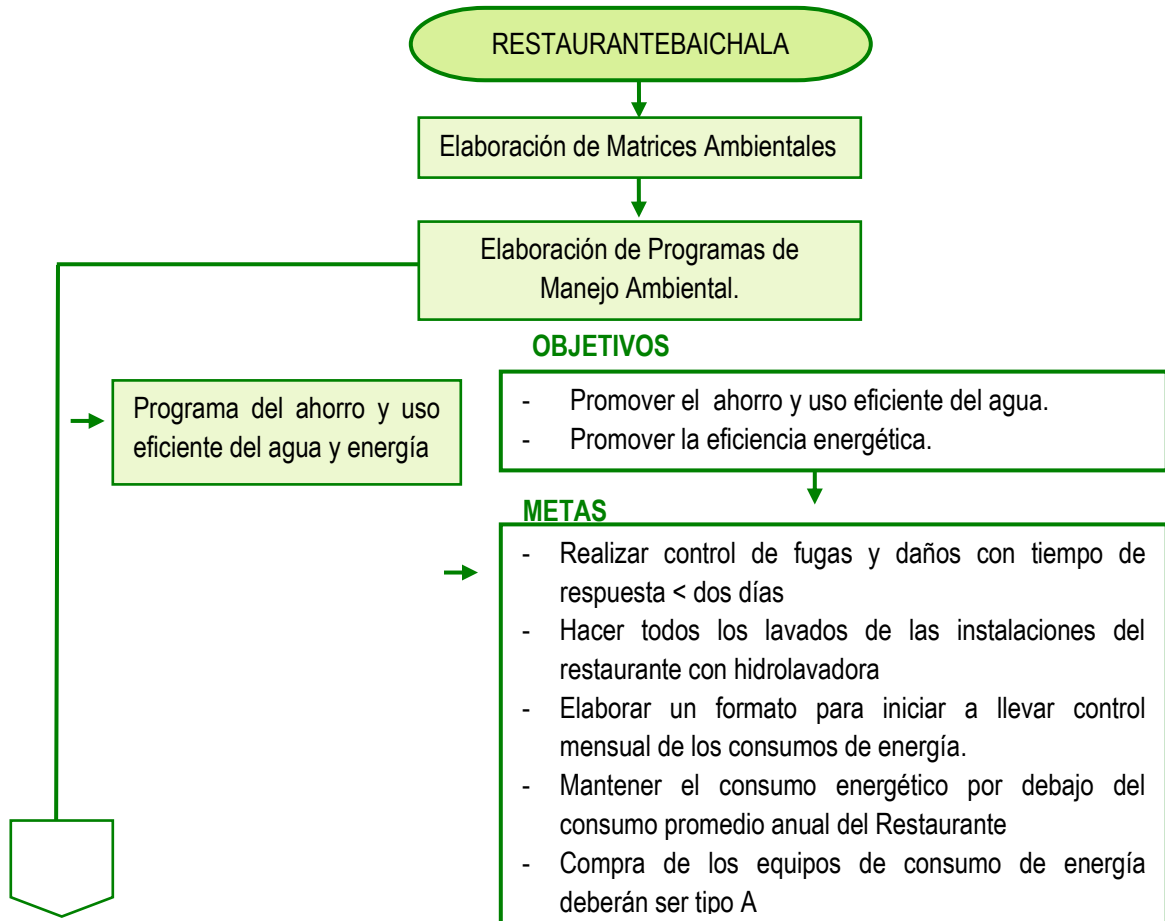 RESTAURANTEBAICHALA
Elaboración de Matrices Ambientales
Elaboración de Programas de
Manejo Ambiental.
OBJETIVOS
Programa del ahorro y uso
eficiente del agua y energía
- Promover el ahorro y uso eficiente del agua.
- Promover la eficiencia energética.
METAS
- Realizar control de fugas y daños con tiempo de
respuesta < dos días
- Hacer todos los lavados de las instalaciones del
restaurante con hidrolavadora
- Elaborar un formato para iniciar a llevar control
mensual de los consumos de energía.
- Mantener el consumo energético por debajo del
consumo promedio anual del Restaurante
- Compra de los equipos de consumo de energía
deberán ser tipo A